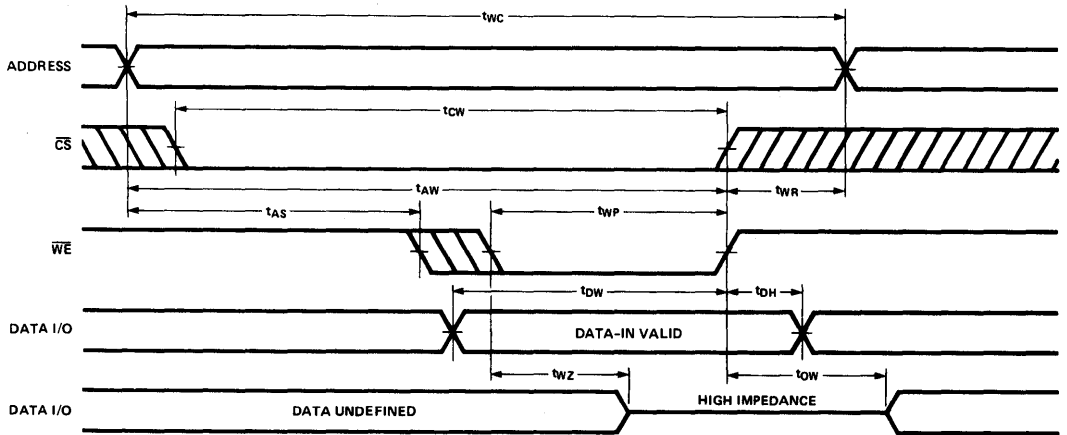 tWC
ADDRESS
tCW
CS
tAW
tWR
tAS
tWP
WE
tDW
tDH
DATA I/O
DATA-IN VALID
tWZ
tOW
HIGH IMPEDANCE
DATA I/O
DATA UNDEFINED